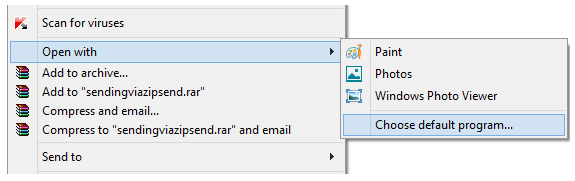 Scan for viruses
Open with
Add to archive...
Add to "sendingviazipsend.rar"
Compress and email...
Compress to "sendingviazipsend.rar" and email
Send to
Paint
Photos
Windows Photo Viewer
Choose default program...